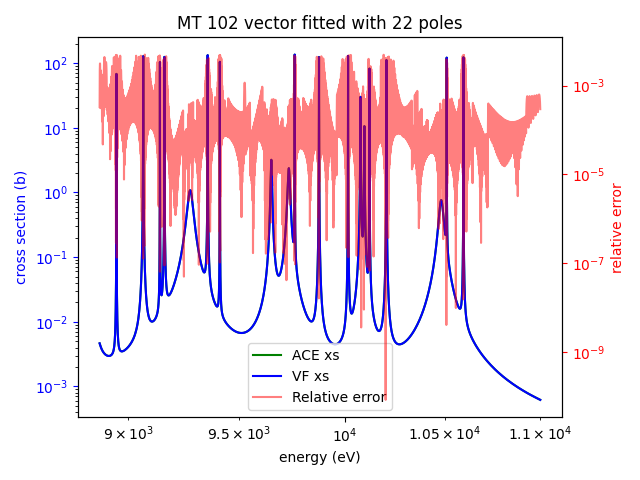 MT 102 vector fitted with 22 poles
cross section (b)
10²
10¹
10⁰
10⁻¹
10⁻²
10⁻³
10⁻³
10⁻⁵
10⁻⁷
10⁻⁹
relative error
ACE xs
VF xs
Relative error
9 × 10³
9.5 × 10³
10⁴
1.05 × 10⁴
1.1 × 10⁴
energy (eV)